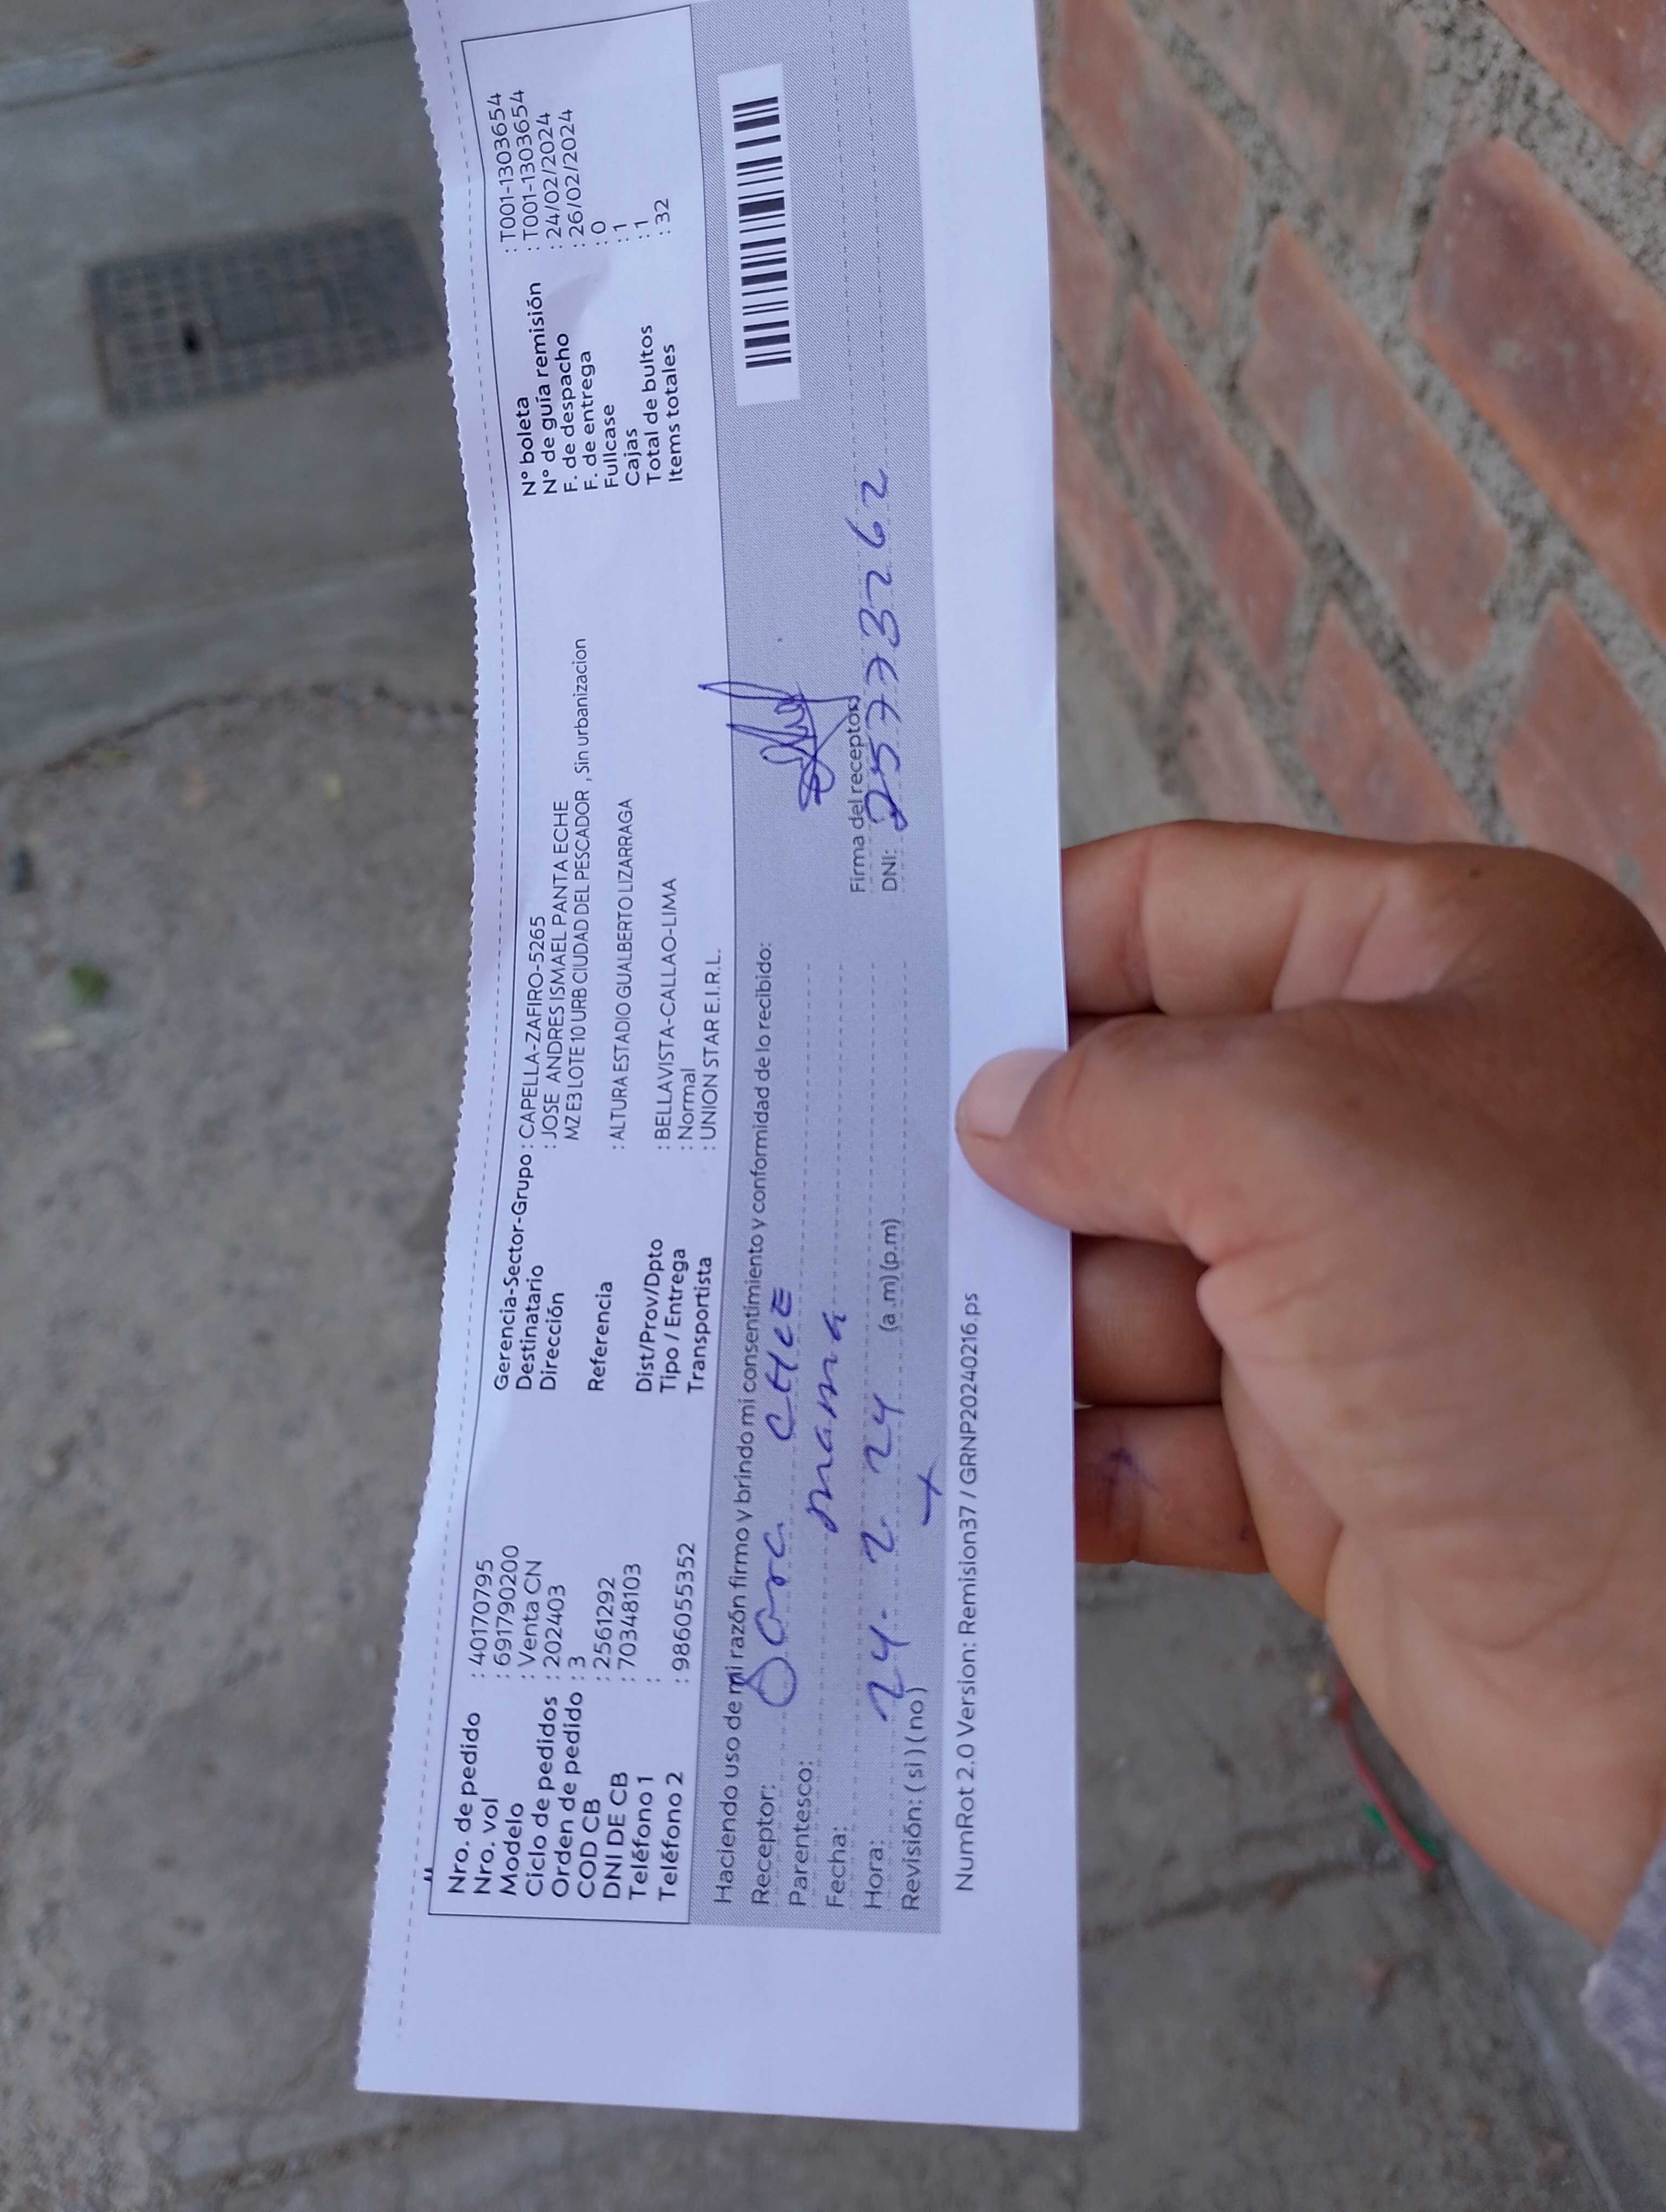 Nro. de pedido : 40170795
Nro. vol : 691790200
Modelo : Venta CN
Ciclo de pedidos : 202403
Orden de pedido : 3
COD CB : 2561292
DNI DE CB : 70348103
Teléfono 1 :
Teléfono 2 : 986055352
Gerencia-Sector-Grupo : CAPELLA-ZAFIRO-5265
Destinatario : JOSE ANDRES ISMAEL PANTA ECHE
Dirección MZ E3 LOTE 10 URB CIUDAD DEL PESCADOR , Sin urbanizacion
Referencia : ALTURA ESTADIO GUALBERTO LIZARRAGA
Dist/Prov/Dpto : BELLAVISTA-CALLAO-LIMA
Tipo / Entrega : Normal
Transportista : UNION STAR E.I.R.L.
N° boleta : T001-1303654
N° de guía remisión : T001-1303654
F. de despacho : 24/02/2024
F. de entrega : 26/02/2024
Fullcase : 0
Cajas : 1
Total de bultos : 1
Items totales : 32
Haciendo uso de mi razón firmo y brindo mi consentimiento y conformidad de lo recibido:
Receptor:
Parentesco: mama
Fecha: 24. 2. 24
Hora: (a.m) (p.m)
Revisión: ( si ) ( no )
Firma del receptor
DNI: 25773262
NumRot 2.0 Version: Remision37 / GRNP20240216.ps